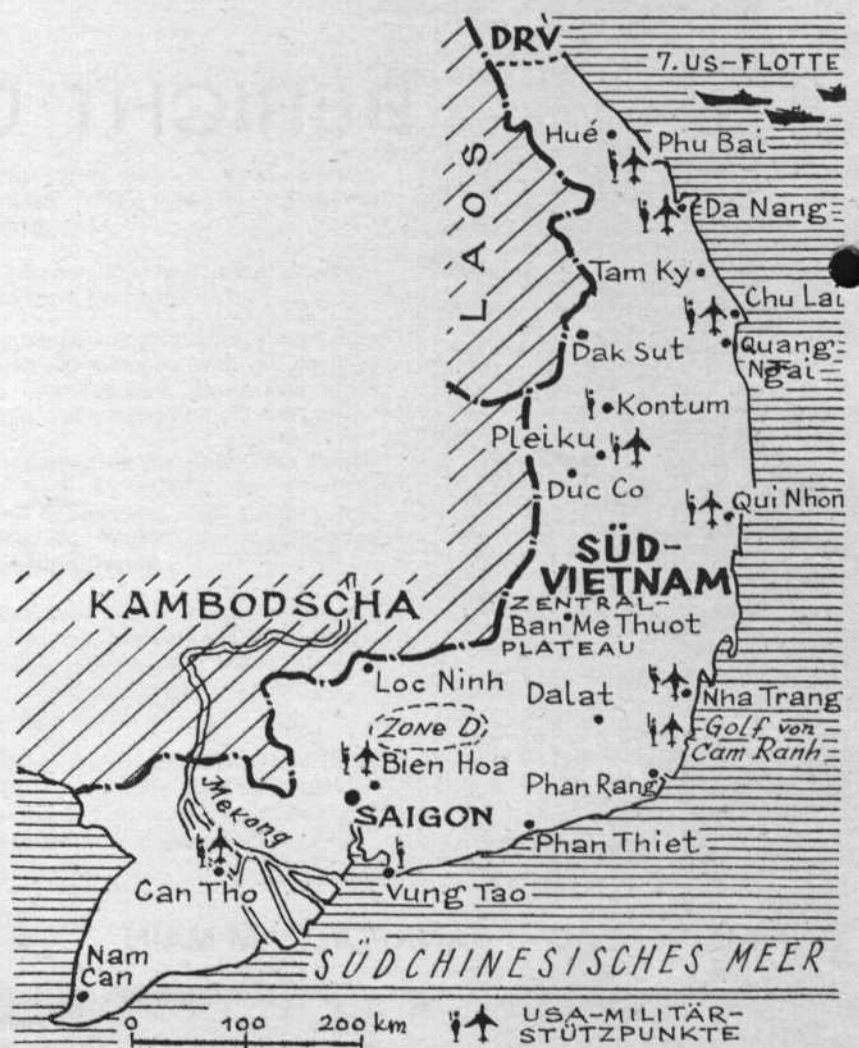 DRV
7. US-FLOTTE
Hué
Phu Bai
LAOS
Da Nang
Tam Ky
Chu Lai
Dak Sut
Quang
Ngai
Kontum
Pleiku
Duc Co
Qui Nhon
SÜD-
VIETNAM
KAMBODSCHA
ZENTRAL-
Ban Me Thuot
PLATEAU
Loc Ninh
Dalat
Nha Trang
ZONE D
Golf von
Cam Ranh
Bien Hoa
Phan Rang
Mekong
SAIGON
Phan Thiet
Can Tho
Vung Tao
Nam
Can
SÜDCHINESISCHES MEER
0 100 200 km
USA-MILITÄR-
STÜTZPUNKTE